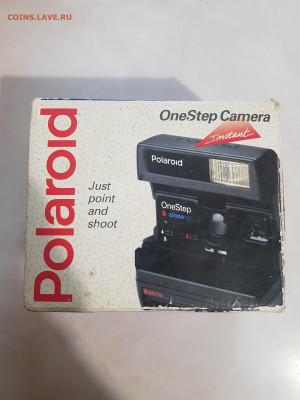 COINS.LAVE.RU
Polaroid
OneStep Camera
Instant
Just
point
and
shoot
Polaroid
OneStep
close